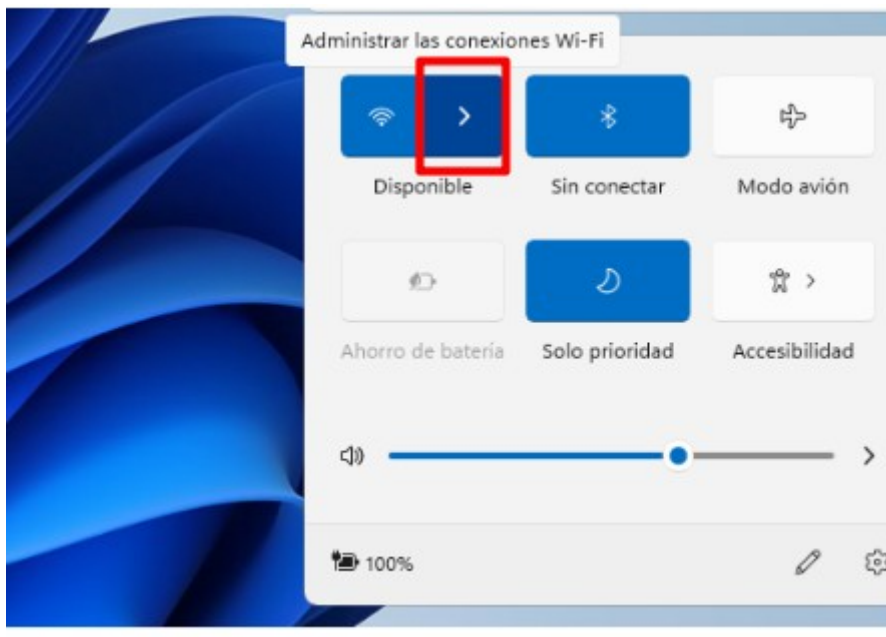 Administrar las conexiones Wi-Fi
Disponible
Sin conectar
Modo avión
Ahorro de batería
Solo prioridad
Accesibilidad
100%